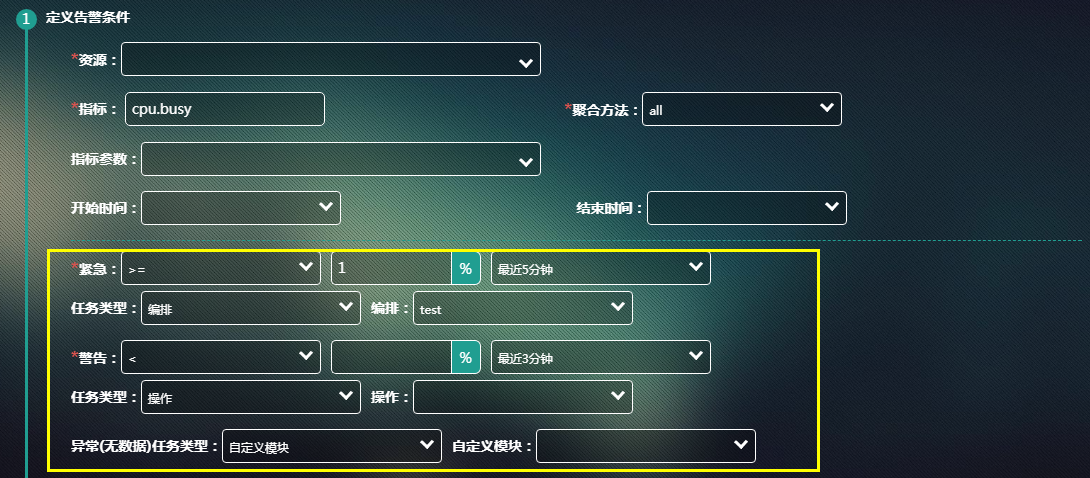 1 定义告警条件
*资源：
*指标： cpu.busy *聚合方法： all
指标参数：
开始时间： 结束时间：
*紧急： >= 1 % 最近5分钟
任务类型： 编排 编排： test
*警告： < % 最近3分钟
任务类型： 操作 操作：
异常(无数据)任务类型： 自定义模块 自定义模块：